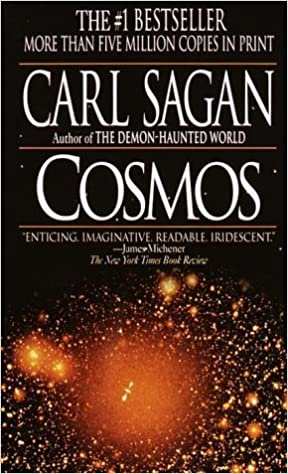 THE #1 BESTSELLER
MORE THAN FIVE MILLION COPIES IN PRINT
CARL SAGAN
Author of THE DEMON-HAUNTED WORLD
COSMOS
"ENTICING. IMAGINATIVE. READABLE. IRIDESCENT."
—James Michener
The New York Times Book Review